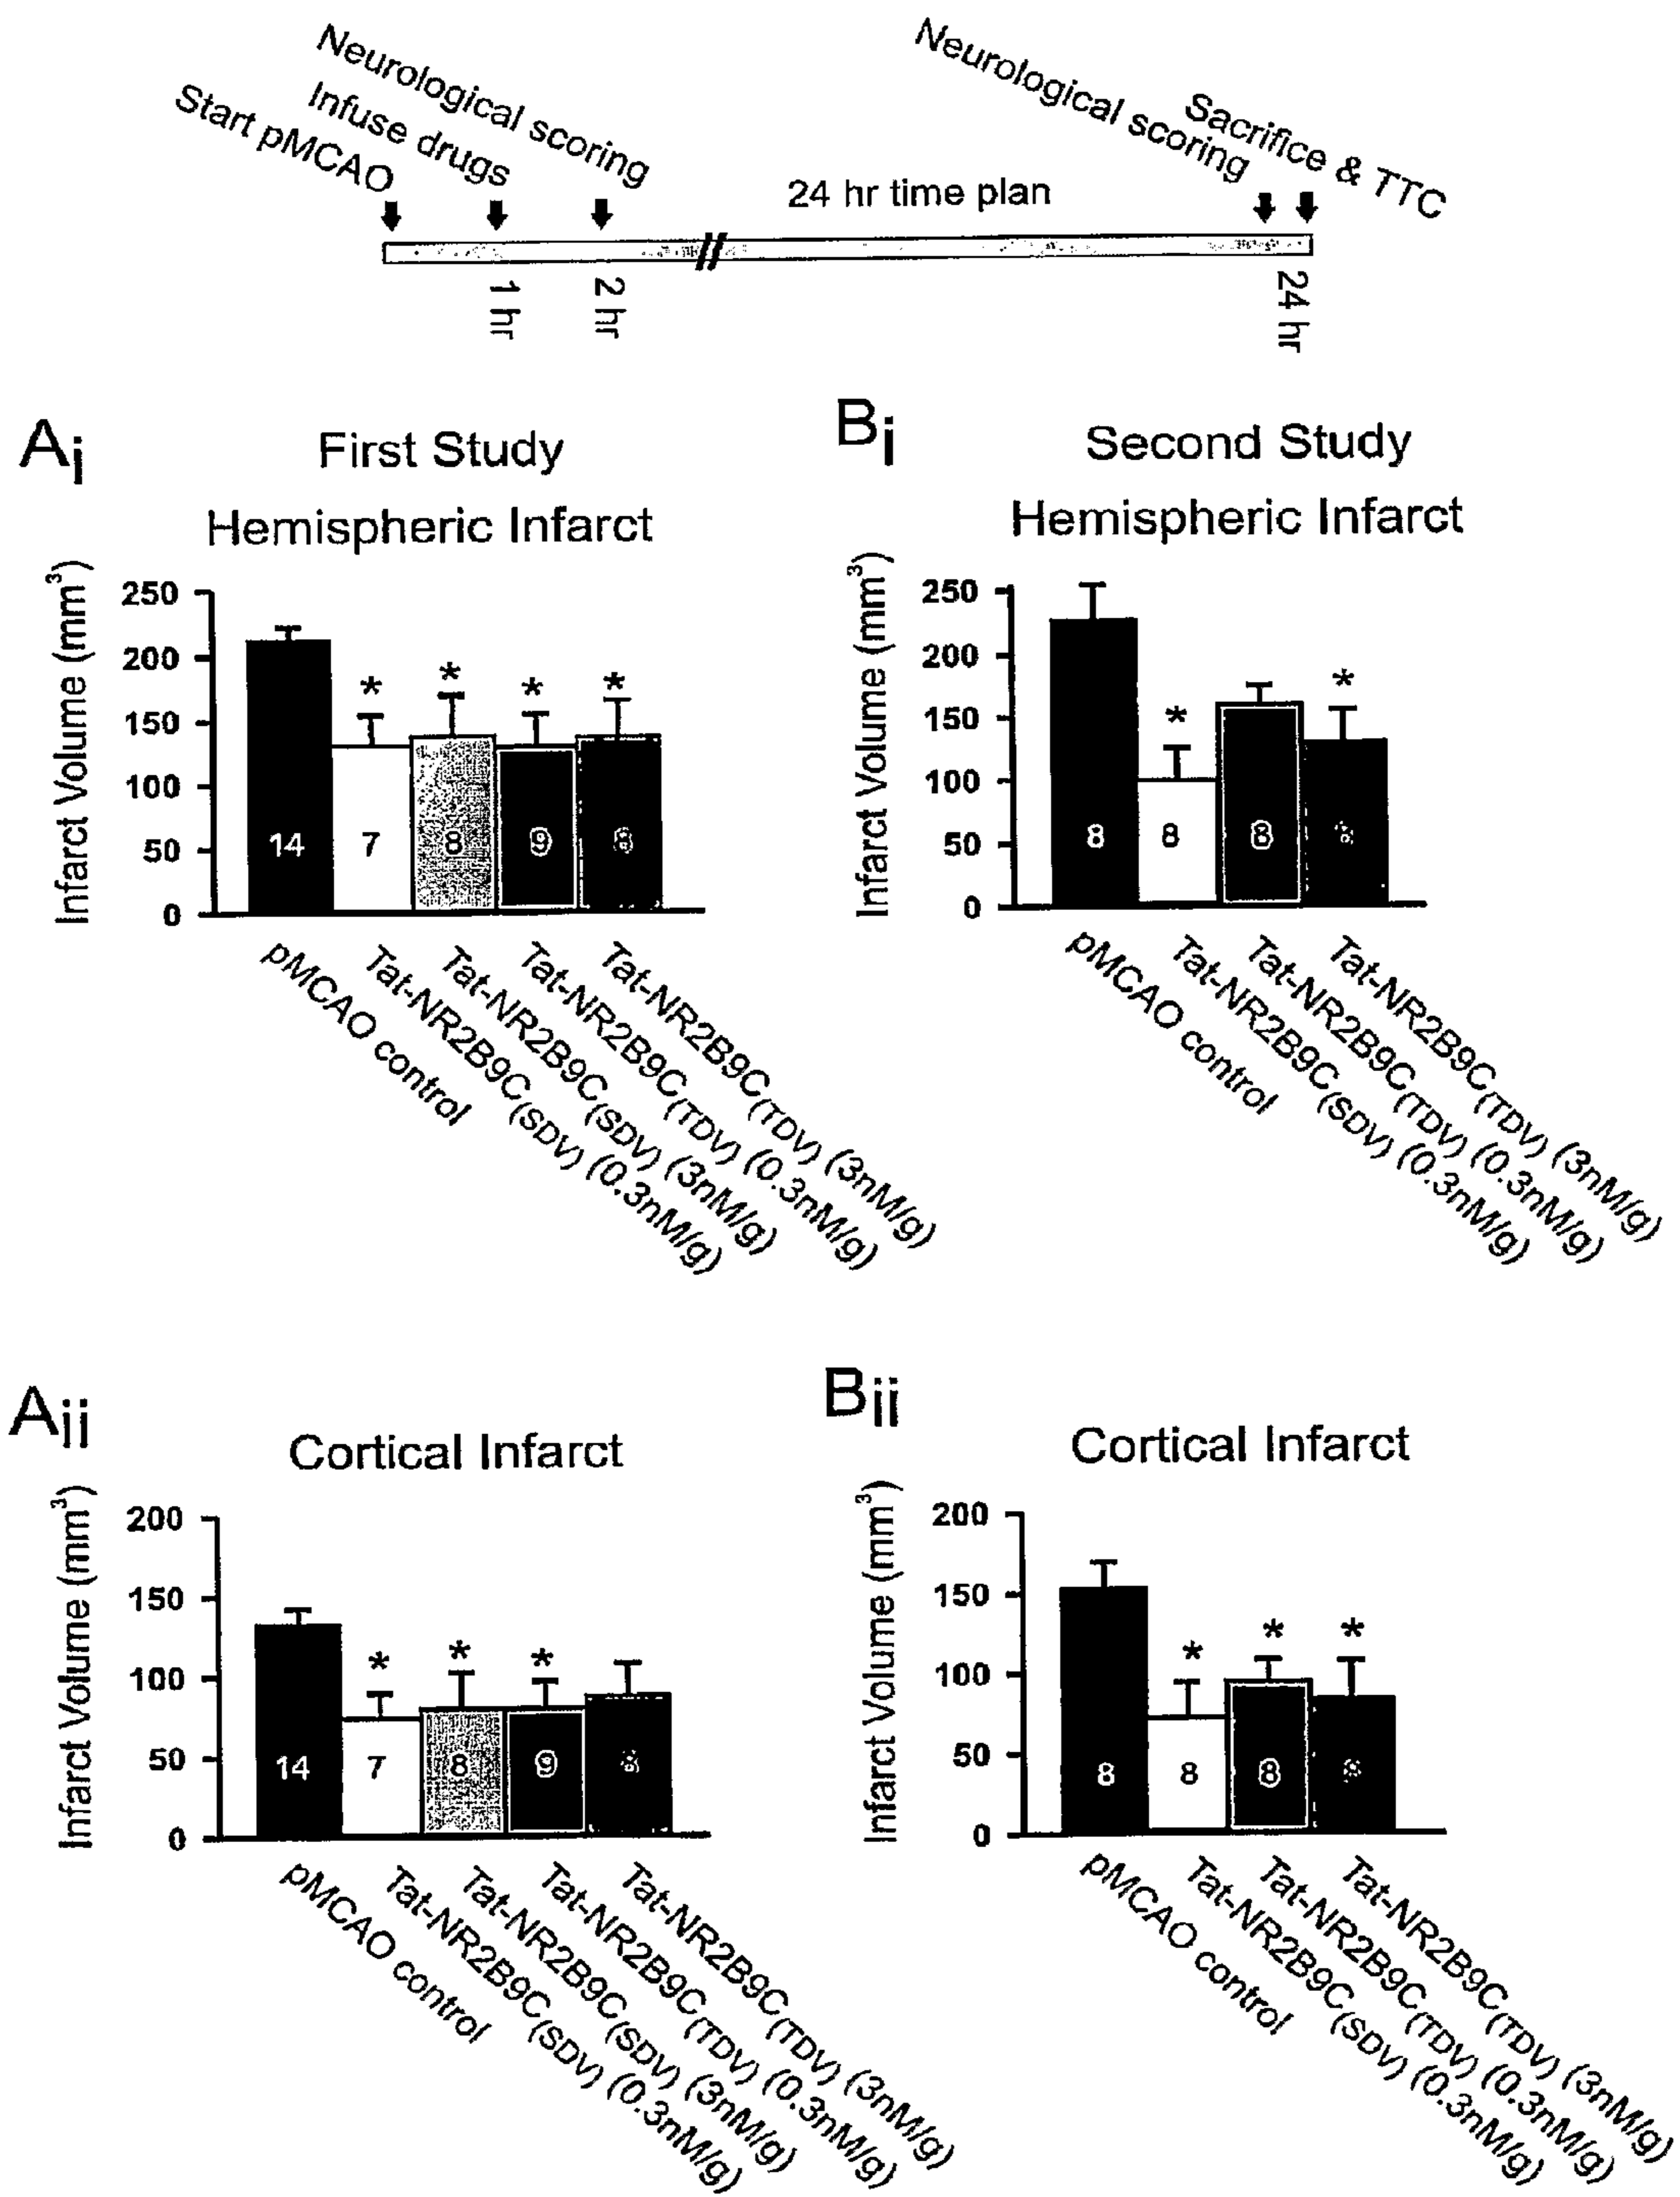 Start pMCAO
Infuse drugs
Neurological scoring
Neurological scoring
Sacrifice & TTC
24 hr time plan
1 hr
2 hr
24 hr
Ai
First Study
Hemispheric Infarct
Infarct Volume (mm³)
250
200
150
100
50
0
* * * *
14 7 8 9 8
pMCAO control
Tat-NR2B9C(SDV) (0.3nM/g)
Tat-NR2B9C(SDV) (3nM/g)
Tat-NR2B9C(TDV) (0.3nM/g)
Tat-NR2B9C(TDV) (3nM/g)
Bi
Second Study
Hemispheric Infarct
Infarct Volume (mm³)
250
200
150
100
50
0
* *
8 8 8 8
pMCAO control
Tat-NR2B9C(SDV) (0.3nM/g)
Tat-NR2B9C(TDV) (0.3nM/g)
Tat-NR2B9C(TDV) (3nM/g)
Aii
Cortical Infarct
Infarct Volume (mm³)
200
150
100
50
0
* * *
14 7 8 9 8
pMCAO control
Tat-NR2B9C(SDV) (0.3nM/g)
Tat-NR2B9C(SDV) (3nM/g)
Tat-NR2B9C(TDV) (0.3nM/g)
Tat-NR2B9C(TDV) (3nM/g)
Bii
Cortical Infarct
Infarct Volume (mm³)
200
150
100
50
0
* * *
8 8 8 8
pMCAO control
Tat-NR2B9C(SDV) (0.3nM/g)
Tat-NR2B9C(TDV) (0.3nM/g)
Tat-NR2B9C(TDV) (3nM/g)